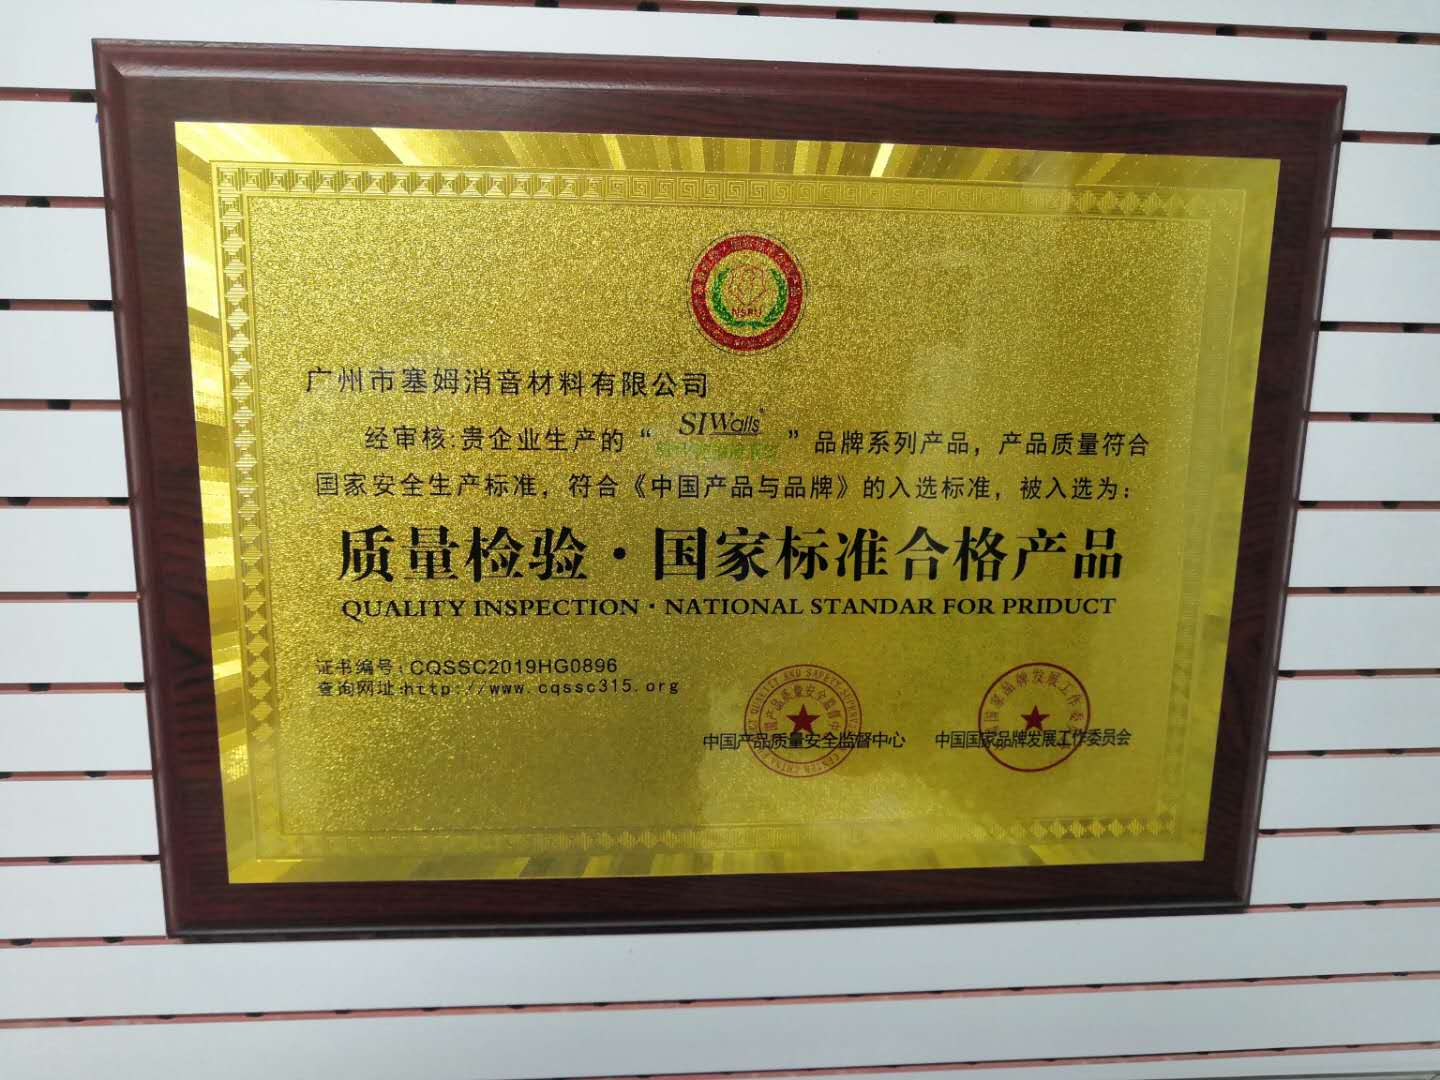 NSPU
广州市塞姆消音材料有限公司
经审核:贵企业生产的“SIWalls®”品牌系列产品，产品质量符合
国家安全生产标准，符合《中国产品与品牌》的入选标准，被入选为：
质量检验·国家标准合格产品
QUALITY INSPECTION · NATIONAL STANDAR FOR PRIDUCT
证书编号：CQSSC2019HG0896
查询网址:http://www.cqssc315.org
中国产品质量安全监督中心
中国国家品牌发展工作委员会